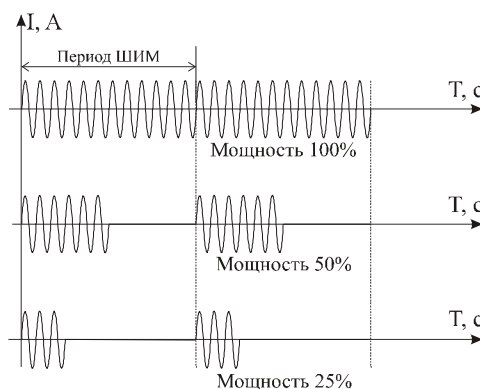 I, A
Период ШИМ
T, c
Мощность 100%
T, c
Мощность 50%
T, c
Мощность 25%